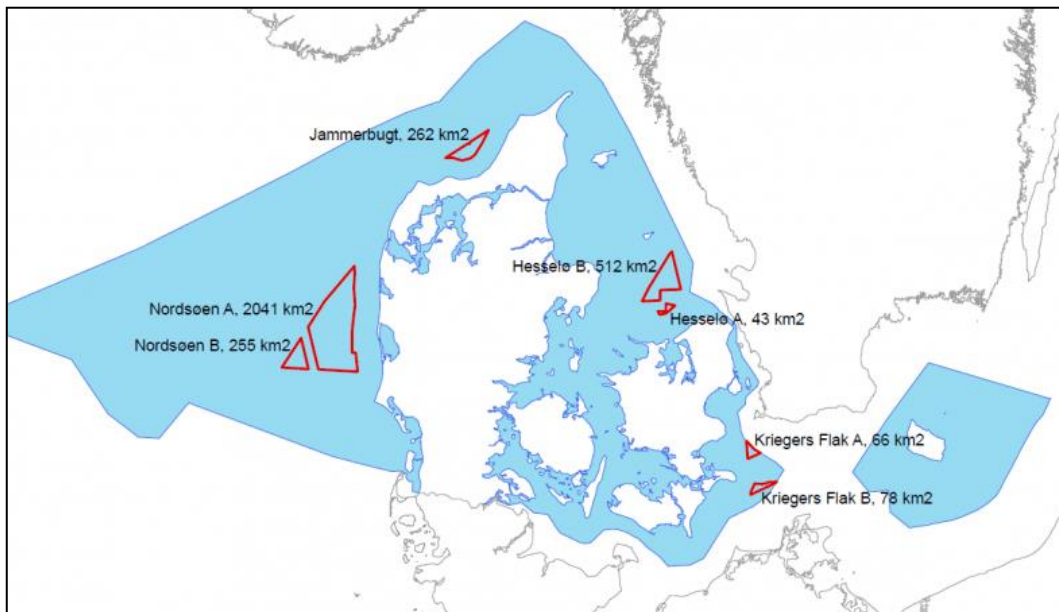 Jammerbugt, 262 km2
Hesselø B, 512 km2
Nordsøen A, 2041 km2
Hesselø A, 43 km2
Nordsøen B, 255 km2
Kriegers Flak A, 66 km2
Kriegers Flak B, 78 km2